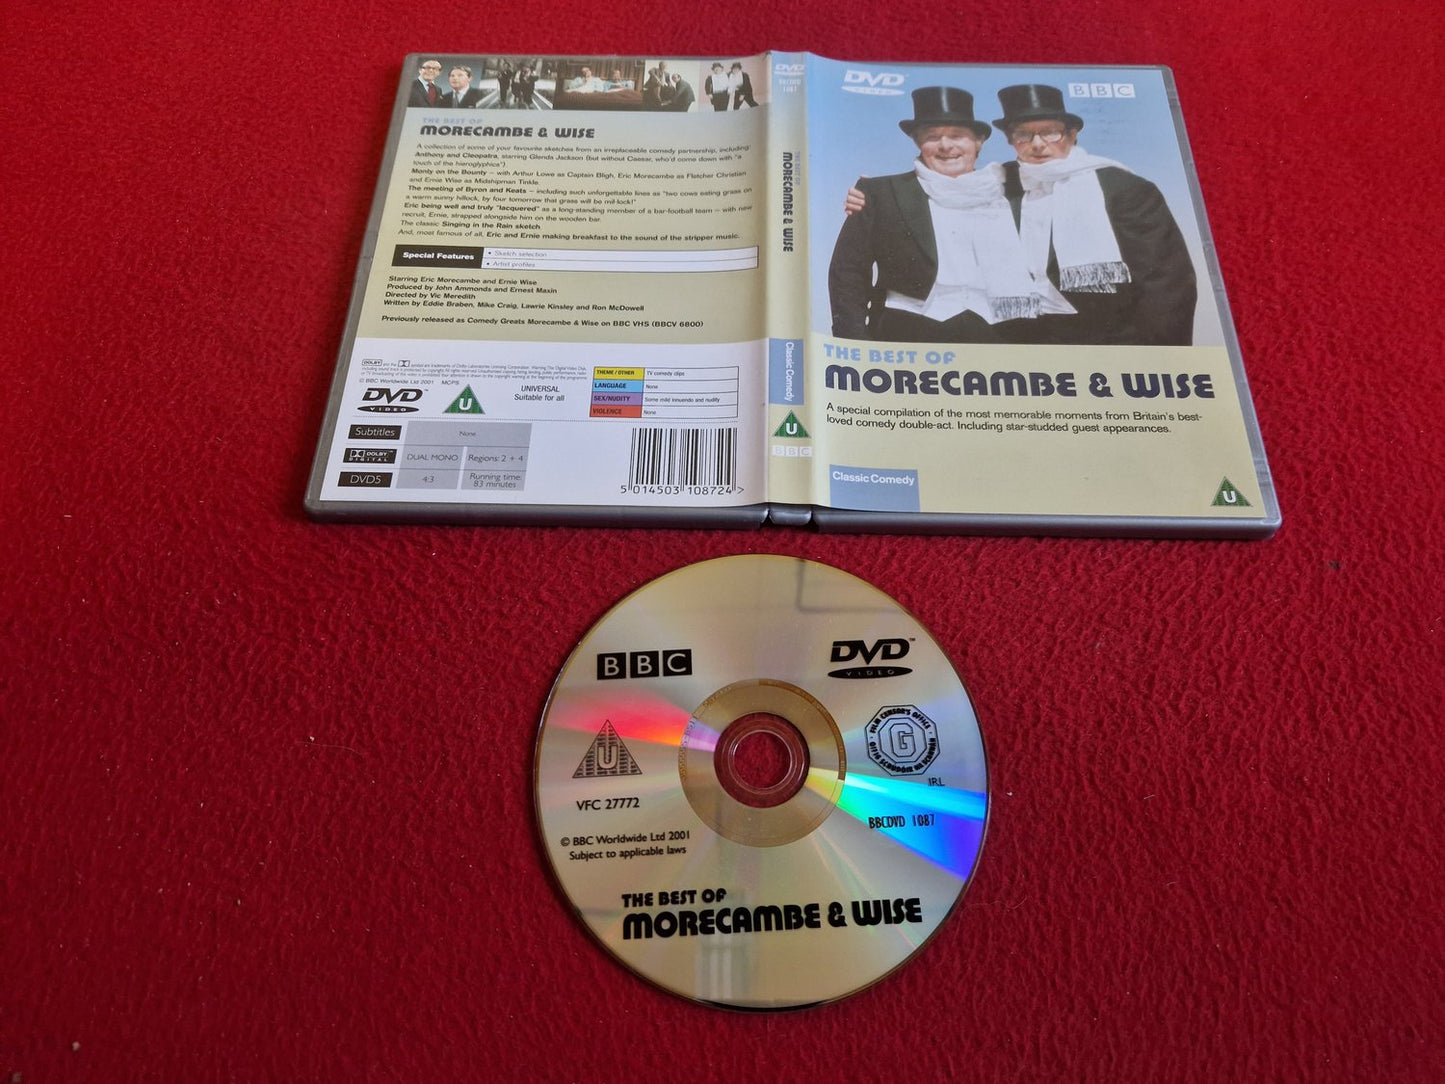 THE BEST OF
MORECAMBE & WISE
A collection of some of your favourite sketches from an irreplaceable comedy partnership, including:
Anthony and Cleopatra, starring Glenda Jackson (but without Caesar, who'd come down with "a
touch of the hieroglyphics")
Monty on the Bounty – with Arthur Lowe as Captain Bligh, Eric Morecambe as Fletcher Christian
and Ernie Wise as Midshipman Tinkle.
The meeting of Byron and Keats – including such unforgettable lines as "two cows eating grass on
a warm sunny hillock, by four tomorrow that grass will be mil-lock!"
Eric being well and truly "lacquered" as a long-standing member of a bar-football team – with new
recruit, Ernie, strapped alongside him on the wooden bar.
The classic Singing in the Rain sketch
And, most famous of all, Eric and Ernie making breakfast to the sound of the stripper music.
Special Features
• Sketch selection
• Artist profiles
Starring Eric Morecambe and Ernie Wise
Produced by John Ammonds and Ernest Maxin
Directed by Vic Meredith
Written by Eddie Braben, Mike Craig, Lawrie Kinsley and Ron McDowell
Previously released as Comedy Greats Morecambe & Wise on BBC VHS (BBCV 6800)
© BBC Worldwide Ltd 2001 MCPS
DVD
VIDEO
U
UNIVERSAL
Suitable for all
THEME / OTHER TV comedy clips
LANGUAGE None
SEX/NUDITY Some mild innuendo and nudity
VIOLENCE None
Subtitles None
DOLBY DIGITAL DUAL MONO Regions: 2 + 4
DVD5 4:3 Running time: 83 minutes
5 014503 108724 >
DVD
VIDEO
BBCDVD
1087
THE BEST OF
MORECAMBE & WISE
Classic Comedy
U
BBC
DVD
VIDEO
BBC
THE BEST OF
MORECAMBE & WISE
A special compilation of the most memorable moments from Britain's best-
loved comedy double-act. Including star-studded guest appearances.
Classic Comedy
U
BBC
DVD™
VIDEO
U
VFC 27772
© BBC Worldwide Ltd 2001
Subject to applicable laws
FILM CENSOR'S OFFICE
G
IRL
BBCDVD 1087
THE BEST OF
MORECAMBE & WISE